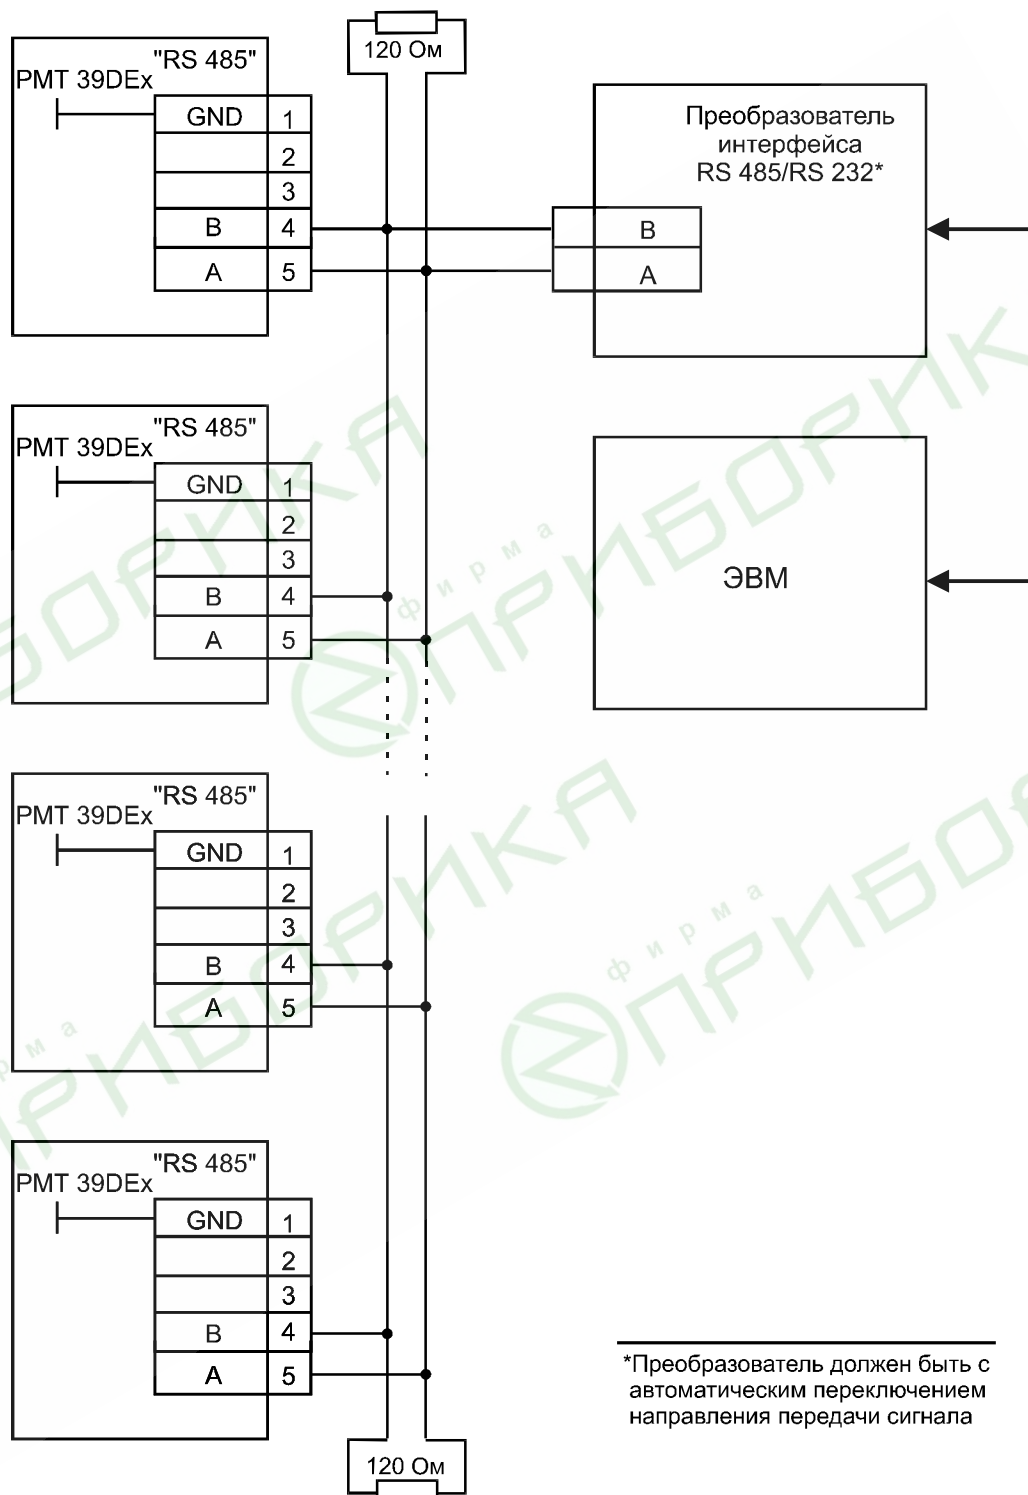 120 Ом
"RS 485"
РМТ 39DEx
GND 1
2
3
B 4
A 5
Преобразователь
интерфейса
RS 485/RS 232*
B
A
"RS 485"
РМТ 39DEx
GND 1
2
3
B 4
A 5
ЭВМ
"RS 485"
РМТ 39DEx
GND 1
2
3
B 4
A 5
"RS 485"
РМТ 39DEx
GND 1
2
3
B 4
A 5
120 Ом
*Преобразователь должен быть с
автоматическим переключением
направления передачи сигнала
фирма
ПРИБОРИКА